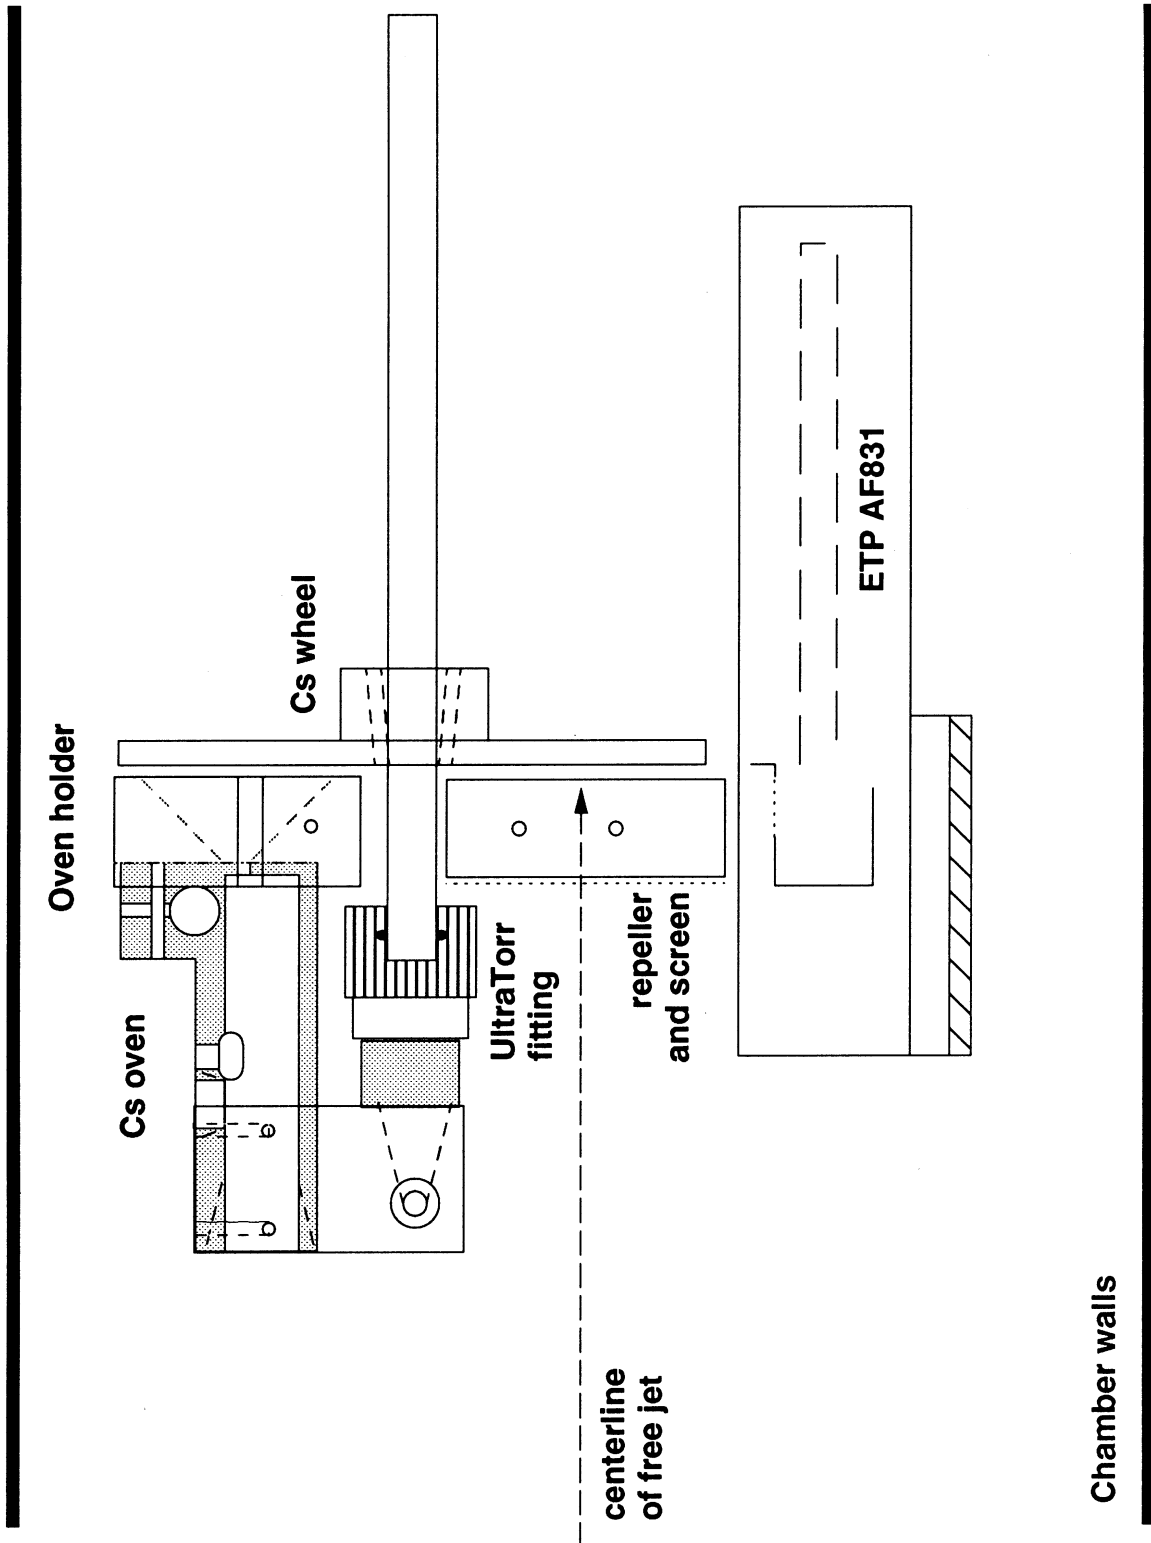 Oven holder
Cs wheel
Cs oven
UltraTorr
fitting
repeller
and screen
ETP AF831
centerline
of free jet
Chamber walls